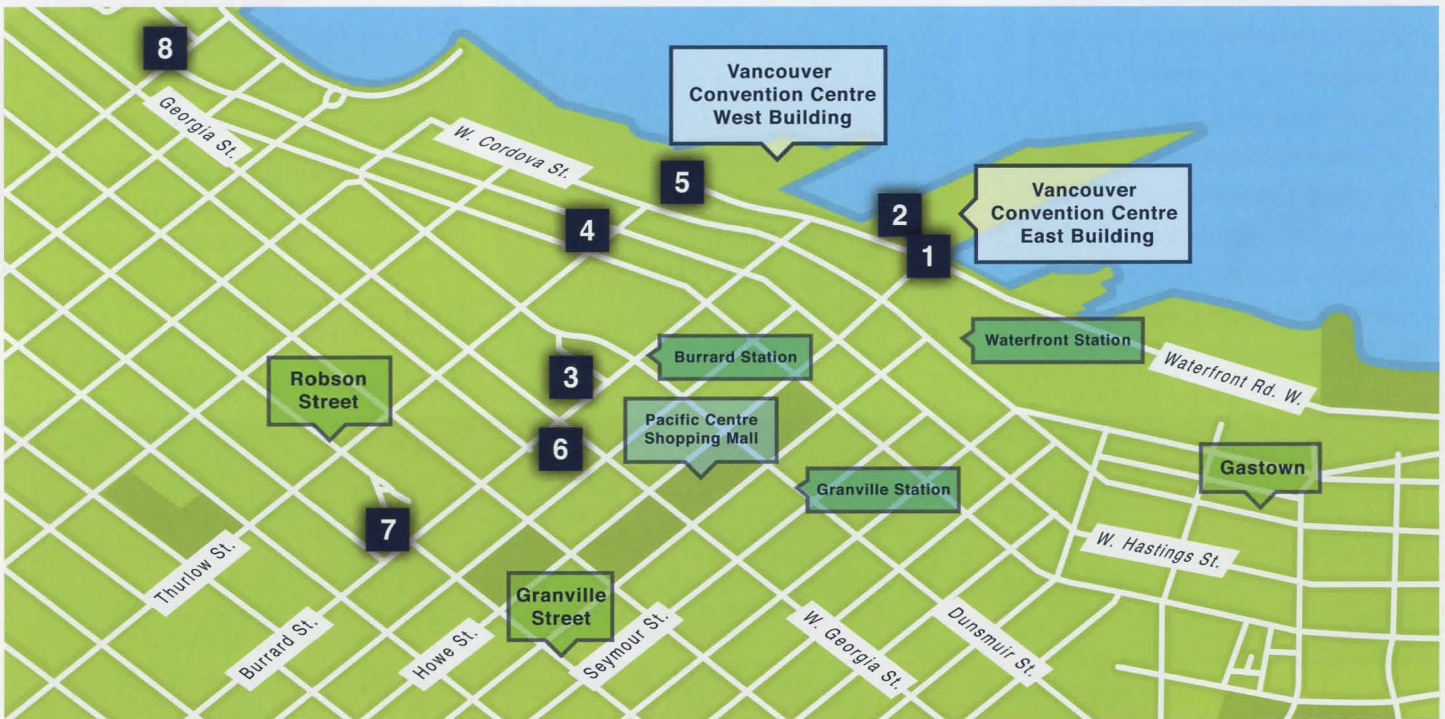 8
Georgia St.
W. Cordova St.
Vancouver
Convention Centre
West Building
5
4
2
1
Vancouver
Convention Centre
East Building
Waterfront Station
Waterfront Rd. W.
Burrard Station
3
Robson
Street
6
Pacific Centre
Shopping Mall
Granville Station
Gastown
7
W. Hastings St.
Thurlow St.
Burrard St.
Howe St.
Granville
Street
Seymour St.
W. Georgia St.
Dunsmuir St.